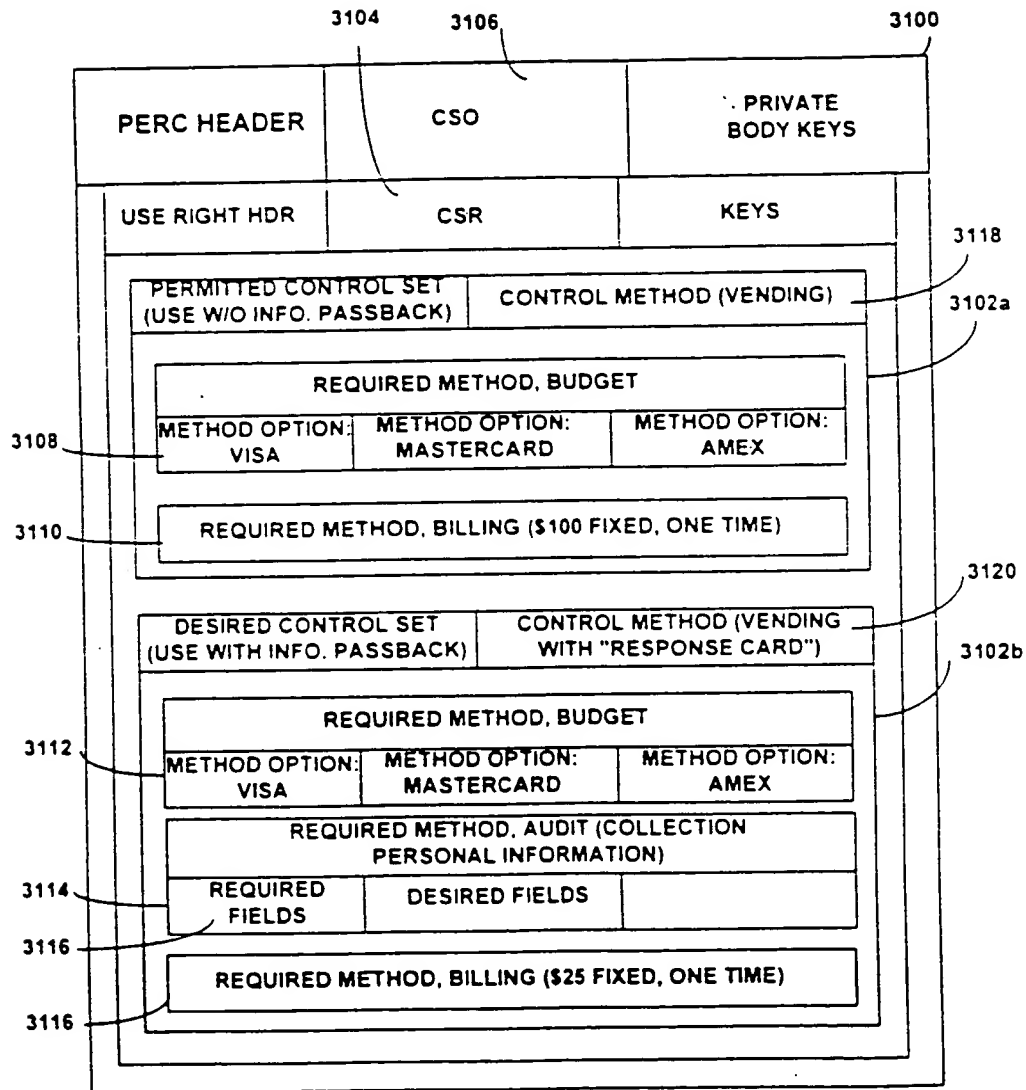 3104
3106
3100
PERC HEADER
CSO
PRIVATE
BODY KEYS
USE RIGHT HDR
CSR
KEYS
3118
PERMITTED CONTROL SET
(USE W/O INFO. PASSBACK)
CONTROL METHOD (VENDING)
3102a
REQUIRED METHOD, BUDGET
3108
METHOD OPTION:
VISA
METHOD OPTION:
MASTERCARD
METHOD OPTION:
AMEX
3110
REQUIRED METHOD, BILLING ($100 FIXED, ONE TIME)
3120
DESIRED CONTROL SET
(USE WITH INFO. PASSBACK)
CONTROL METHOD (VENDING
WITH "RESPONSE CARD")
3102b
REQUIRED METHOD, BUDGET
3112
METHOD OPTION:
VISA
METHOD OPTION:
MASTERCARD
METHOD OPTION:
AMEX
REQUIRED METHOD, AUDIT (COLLECTION
PERSONAL INFORMATION)
3114
REQUIRED
FIELDS
DESIRED FIELDS
3116
REQUIRED METHOD, BILLING ($25 FIXED, ONE TIME)
3116